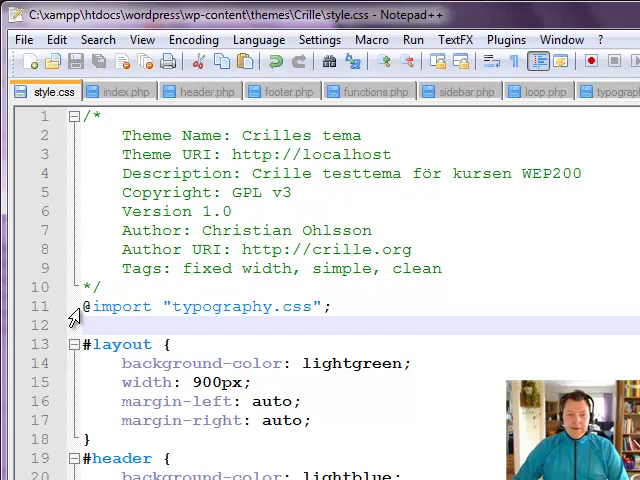 C:\xampp\htdocs\wordpress\wp-content\themes\Crille\style.css - Notepad++
File Edit Search View Encoding Language Settings Macro Run TextFX Plugins Window ?
style.css index.php header.php footer.php functions.php sidebar.php loop.php typograph
1 /*
2 Theme Name: Crilles tema
3 Theme URI: http://localhost
4 Description: Crille testtema för kursen WEP200
5 Copyright: GPL v3
6 Version 1.0
7 Author: Christian Ohlsson
8 Author URI: http://crille.org
9 Tags: fixed width, simple, clean
10 */
11 @import "typography.css";
12
13 #layout {
14 background-color: lightgreen;
15 width: 900px;
16 margin-left: auto;
17 margin-right: auto;
18 }
19 #header {
20 background-color: lightblue;